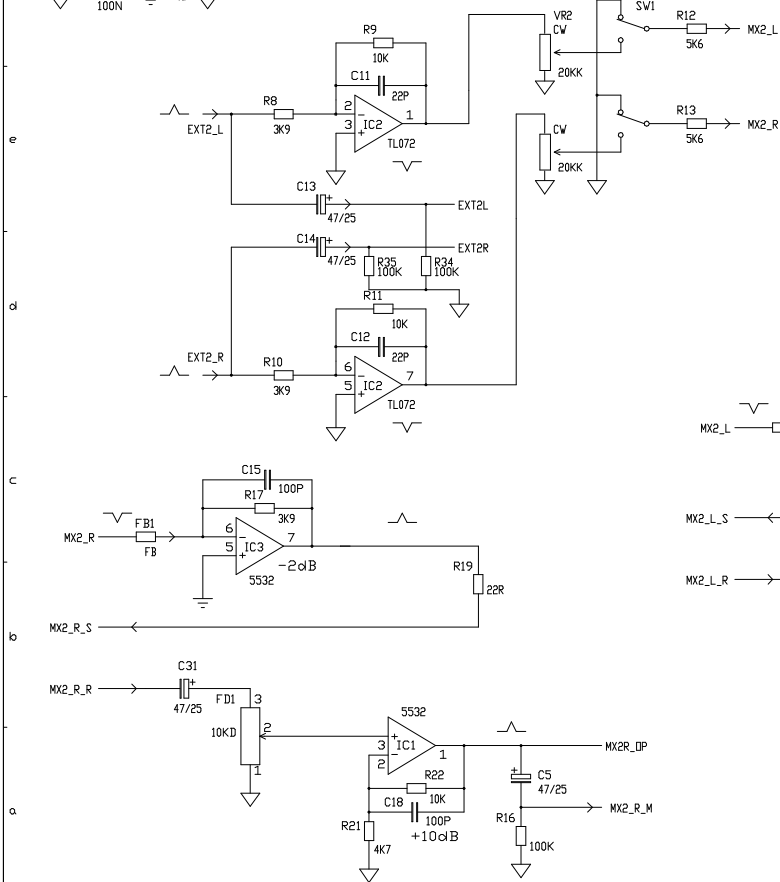 100N
SW1
R12
MX2_L
5K6
VR2
CW
20KK
R9
10K
C11
22P
R8
3K9
EXT2_L
2
3
IC2
1
TL072
CW
20KK
R13
MX2_R
5K6
e
C13
47/25
EXT2L
C14
47/25
EXT2R
R35
100K
R34
100K
d
R11
10K
C12
22P
EXT2_R
R10
3K9
6
5
IC2
7
TL072
MX2_L
c
C15
100P
R17
3K9
MX2_R
FB1
FB
6
5
IC3
7
5532
-2dB
MX2_L_S
R19
22R
MX2_L_R
b
MX2_R_S
MX2_R_R
C31
47/25
FD1
3
10KD
2
1
5532
3
2
IC1
1
MX2R_OP
R22
10K
C18
100P
+10dB
C5
47/25
MX2_R_M
R21
4K7
R16
100K
a